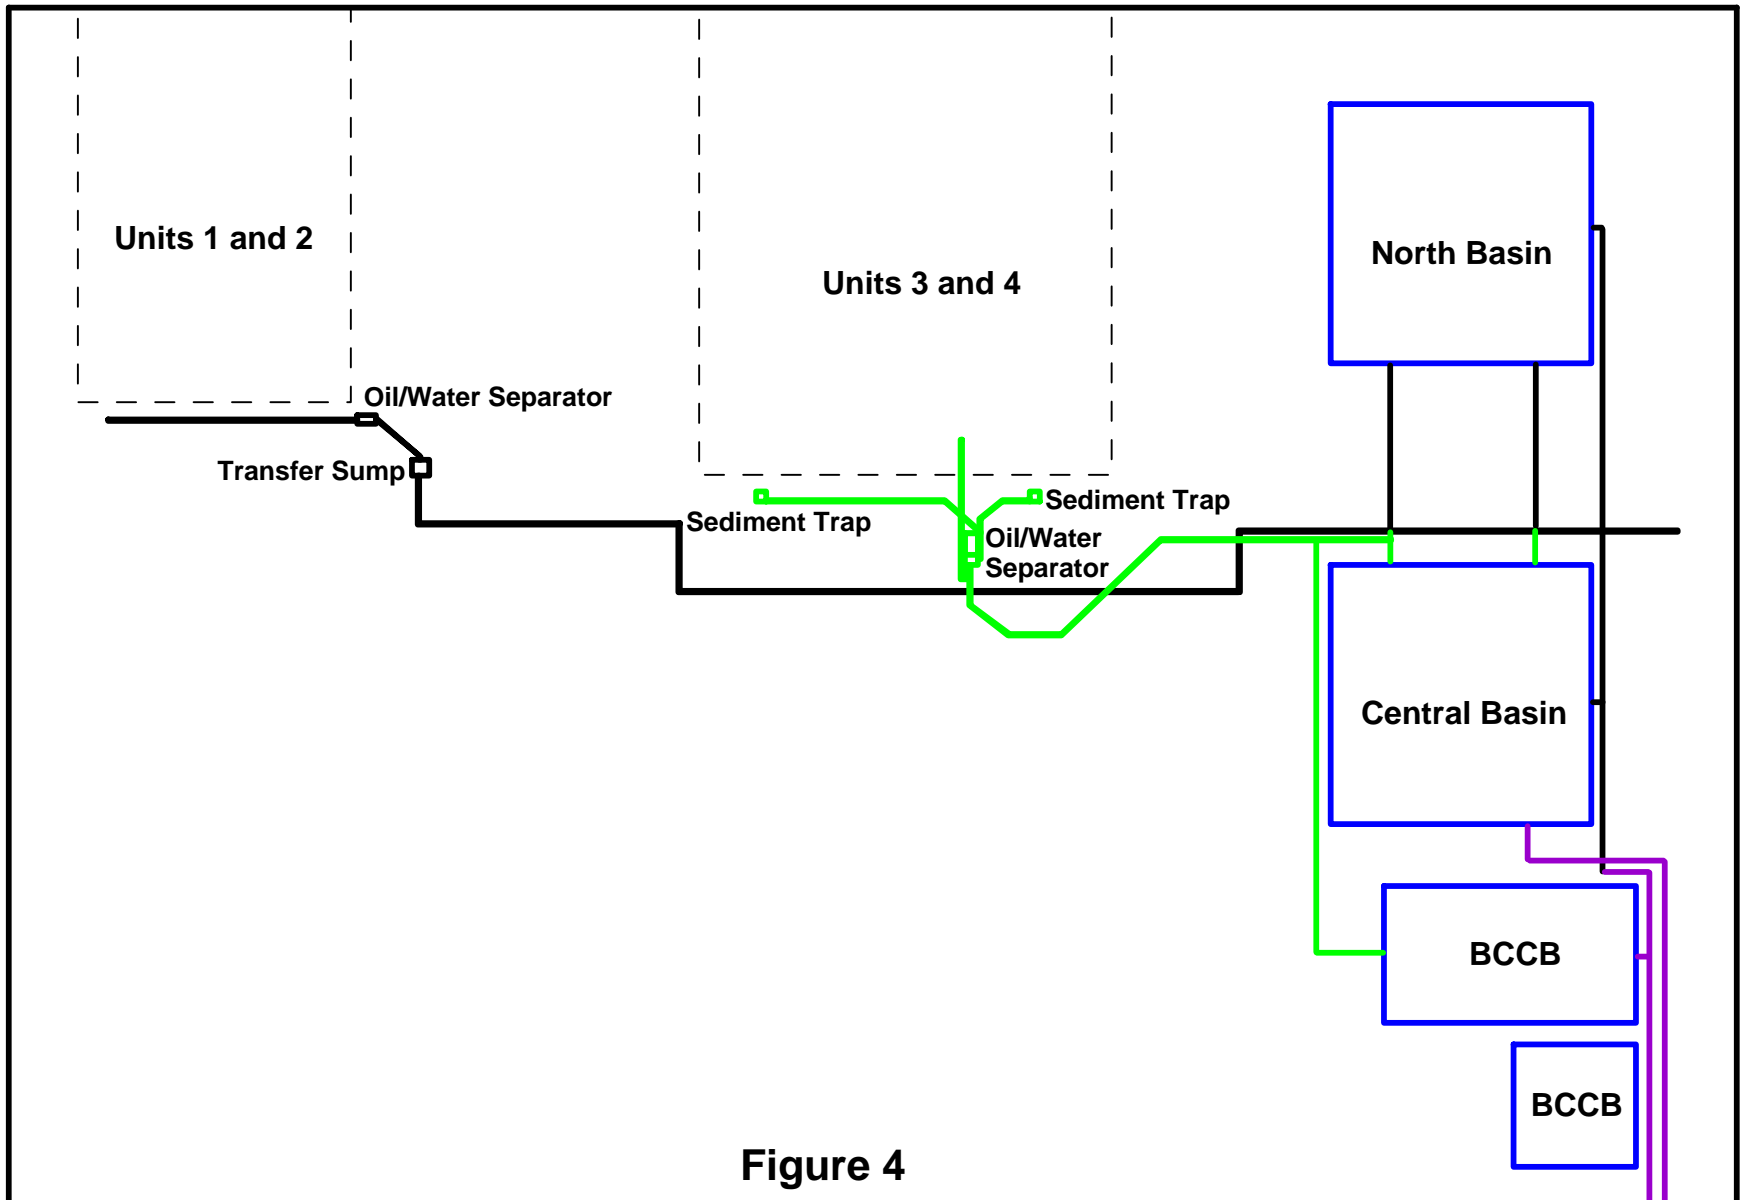 Units 1 and 2
North Basin
Units 3 and 4
Oil/Water Separator
Transfer Sump
Sediment Trap
Sediment Trap
Oil/Water
Separator
Central Basin
BCCB
BCCB
Figure 4